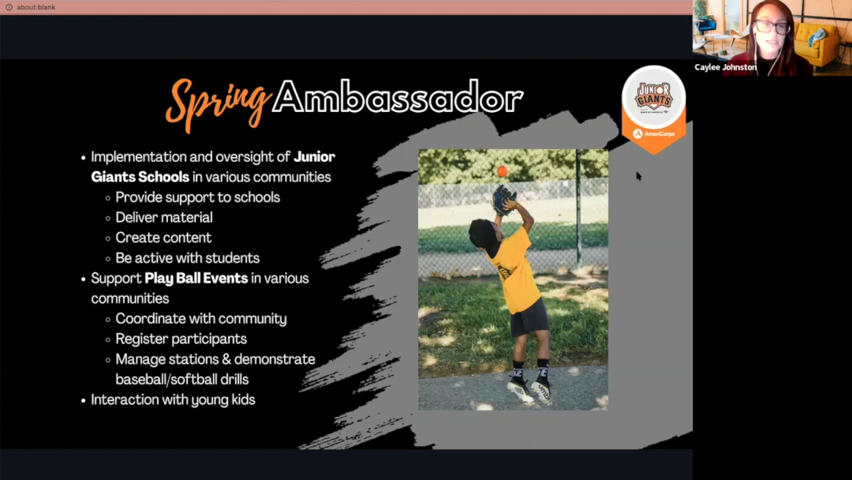 about:blank
Caylee Johnston
Spring Ambassador
JUNIOR
GIANTS
AmeriCorps
• Implementation and oversight of Junior
Giants Schools in various communities
◦ Provide support to schools
◦ Deliver material
◦ Create content
◦ Be active with students
• Support Play Ball Events in various
communities
◦ Coordinate with community
◦ Register participants
◦ Manage stations & demonstrate
baseball/softball drills
• Interaction with young kids